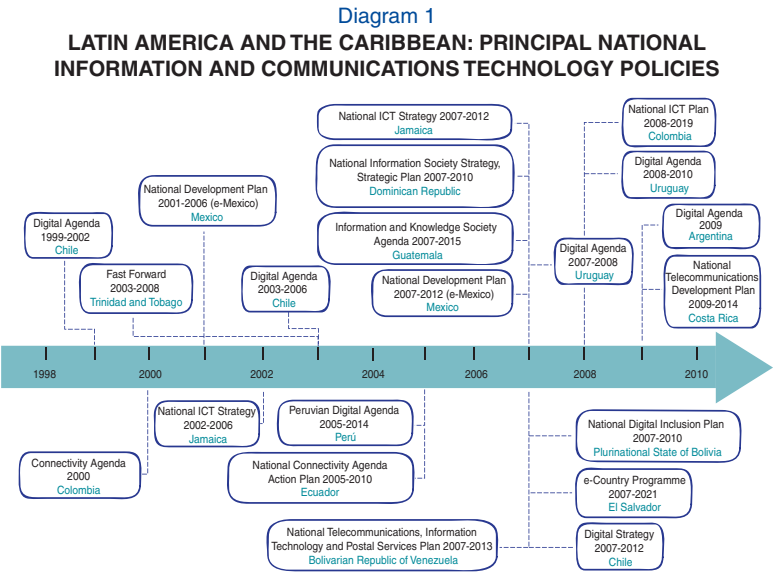 Diagram 1
LATIN AMERICA AND THE CARIBBEAN: PRINCIPAL NATIONAL
INFORMATION AND COMMUNICATIONS TECHNOLOGY POLICIES
Digital Agenda
1999-2002
Chile
Fast Forward
2003-2008
Trinidad and Tobago
National Development Plan
2001-2006 (e-Mexico)
Mexico
Digital Agenda
2003-2006
Chile
National ICT Strategy 2007-2012
Jamaica
National Information Society Strategy,
Strategic Plan 2007-2010
Dominican Republic
Information and Knowledge Society
Agenda 2007-2015
Guatemala
National Development Plan
2007-2012 (e-Mexico)
Mexico
Digital Agenda
2007-2008
Uruguay
National ICT Plan
2008-2019
Colombia
Digital Agenda
2008-2010
Uruguay
Digital Agenda
2009
Argentina
National
Telecommunications
Development Plan
2009-2014
Costa Rica
1998
2000
2002
2004
2006
2008
2010
Connectivity Agenda
2000
Colombia
National ICT Strategy
2002-2006
Jamaica
Peruvian Digital Agenda
2005-2014
Perú
National Connectivity Agenda
Action Plan 2005-2010
Ecuador
National Telecommunications, Information
Technology and Postal Services Plan 2007-2013
Bolivarian Republic of Venezuela
National Digital Inclusion Plan
2007-2010
Plurinational State of Bolivia
e-Country Programme
2007-2021
El Salvador
Digital Strategy
2007-2012
Chile